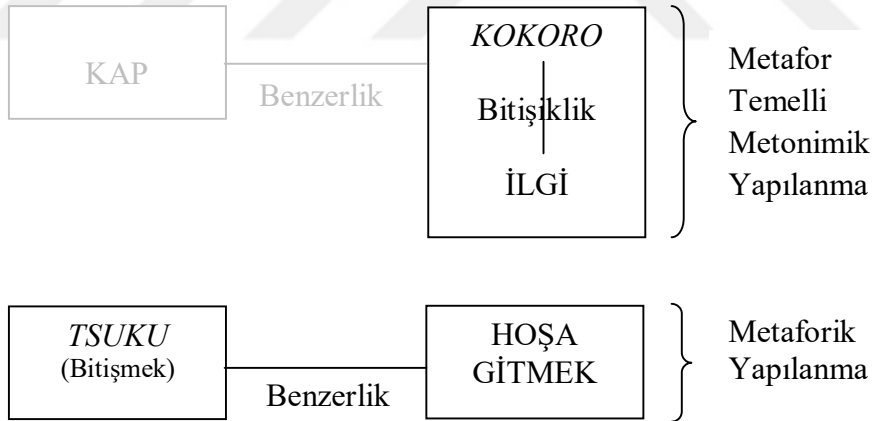 KAP
Benzerlik
KOKORO
Bitişiklik
İLGİ
Metafor
Temelli
Metonimik
Yapılanma
TSUKU
(Bitişmek)
Benzerlik
HOŞA
GİTMEK
Metaforik
Yapılanma